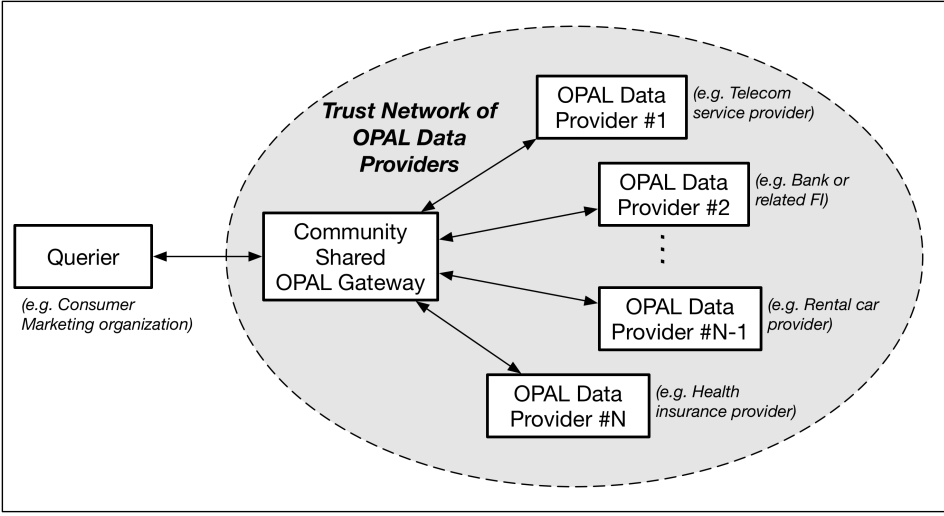 Trust Network of
OPAL Data
Providers
OPAL Data
Provider #1
(e.g. Telecom
service provider)
OPAL Data
Provider #2
(e.g. Bank or
related FI)
Community
Shared
OPAL Gateway
Querier
(e.g. Consumer
Marketing organization)
OPAL Data
Provider #N-1
(e.g. Rental car
provider)
OPAL Data
Provider #N
(e.g. Health
insurance provider)